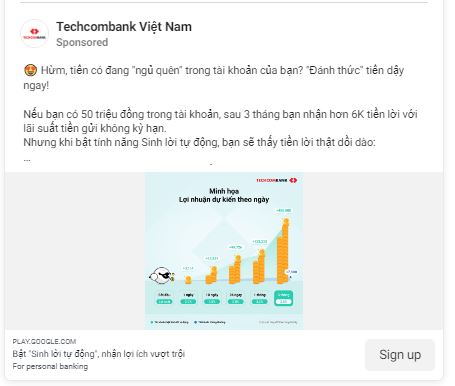 Techcombank Việt Nam
Sponsored
Hừm, tiền có đang "ngủ quên" trong tài khoản của bạn? "Đánh thức" tiền dậy
ngay!
Nếu bạn có 50 triệu đồng trong tài khoản, sau 3 tháng bạn nhận hơn 6K tiền lời với
lãi suất tiền gửi không kỳ hạn.
Nhưng khi bật tính năng Sinh lời tự động, bạn sẽ thấy tiền lời thật dồi dào:
...
TECHCOMBANK
Minh họa
Lợi nhuận dự kiến theo ngày
PLAY.GOOGLE.COM
Bật "Sinh lời tự động", nhận lợi ích vượt trội
For personal banking
Sign up